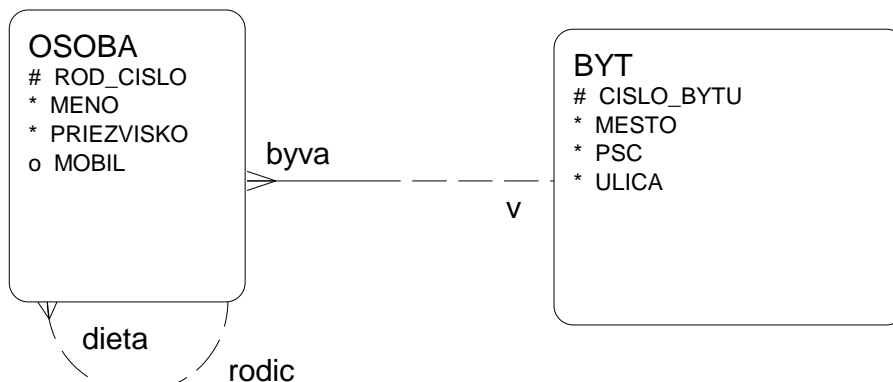 OSOBA
# ROD_CISLO
* MENO
* PRIEZVISKO
o MOBIL
byva
v
BYT
# CISLO_BYTU
* MESTO
* PSC
* ULICA
dieta
rodic